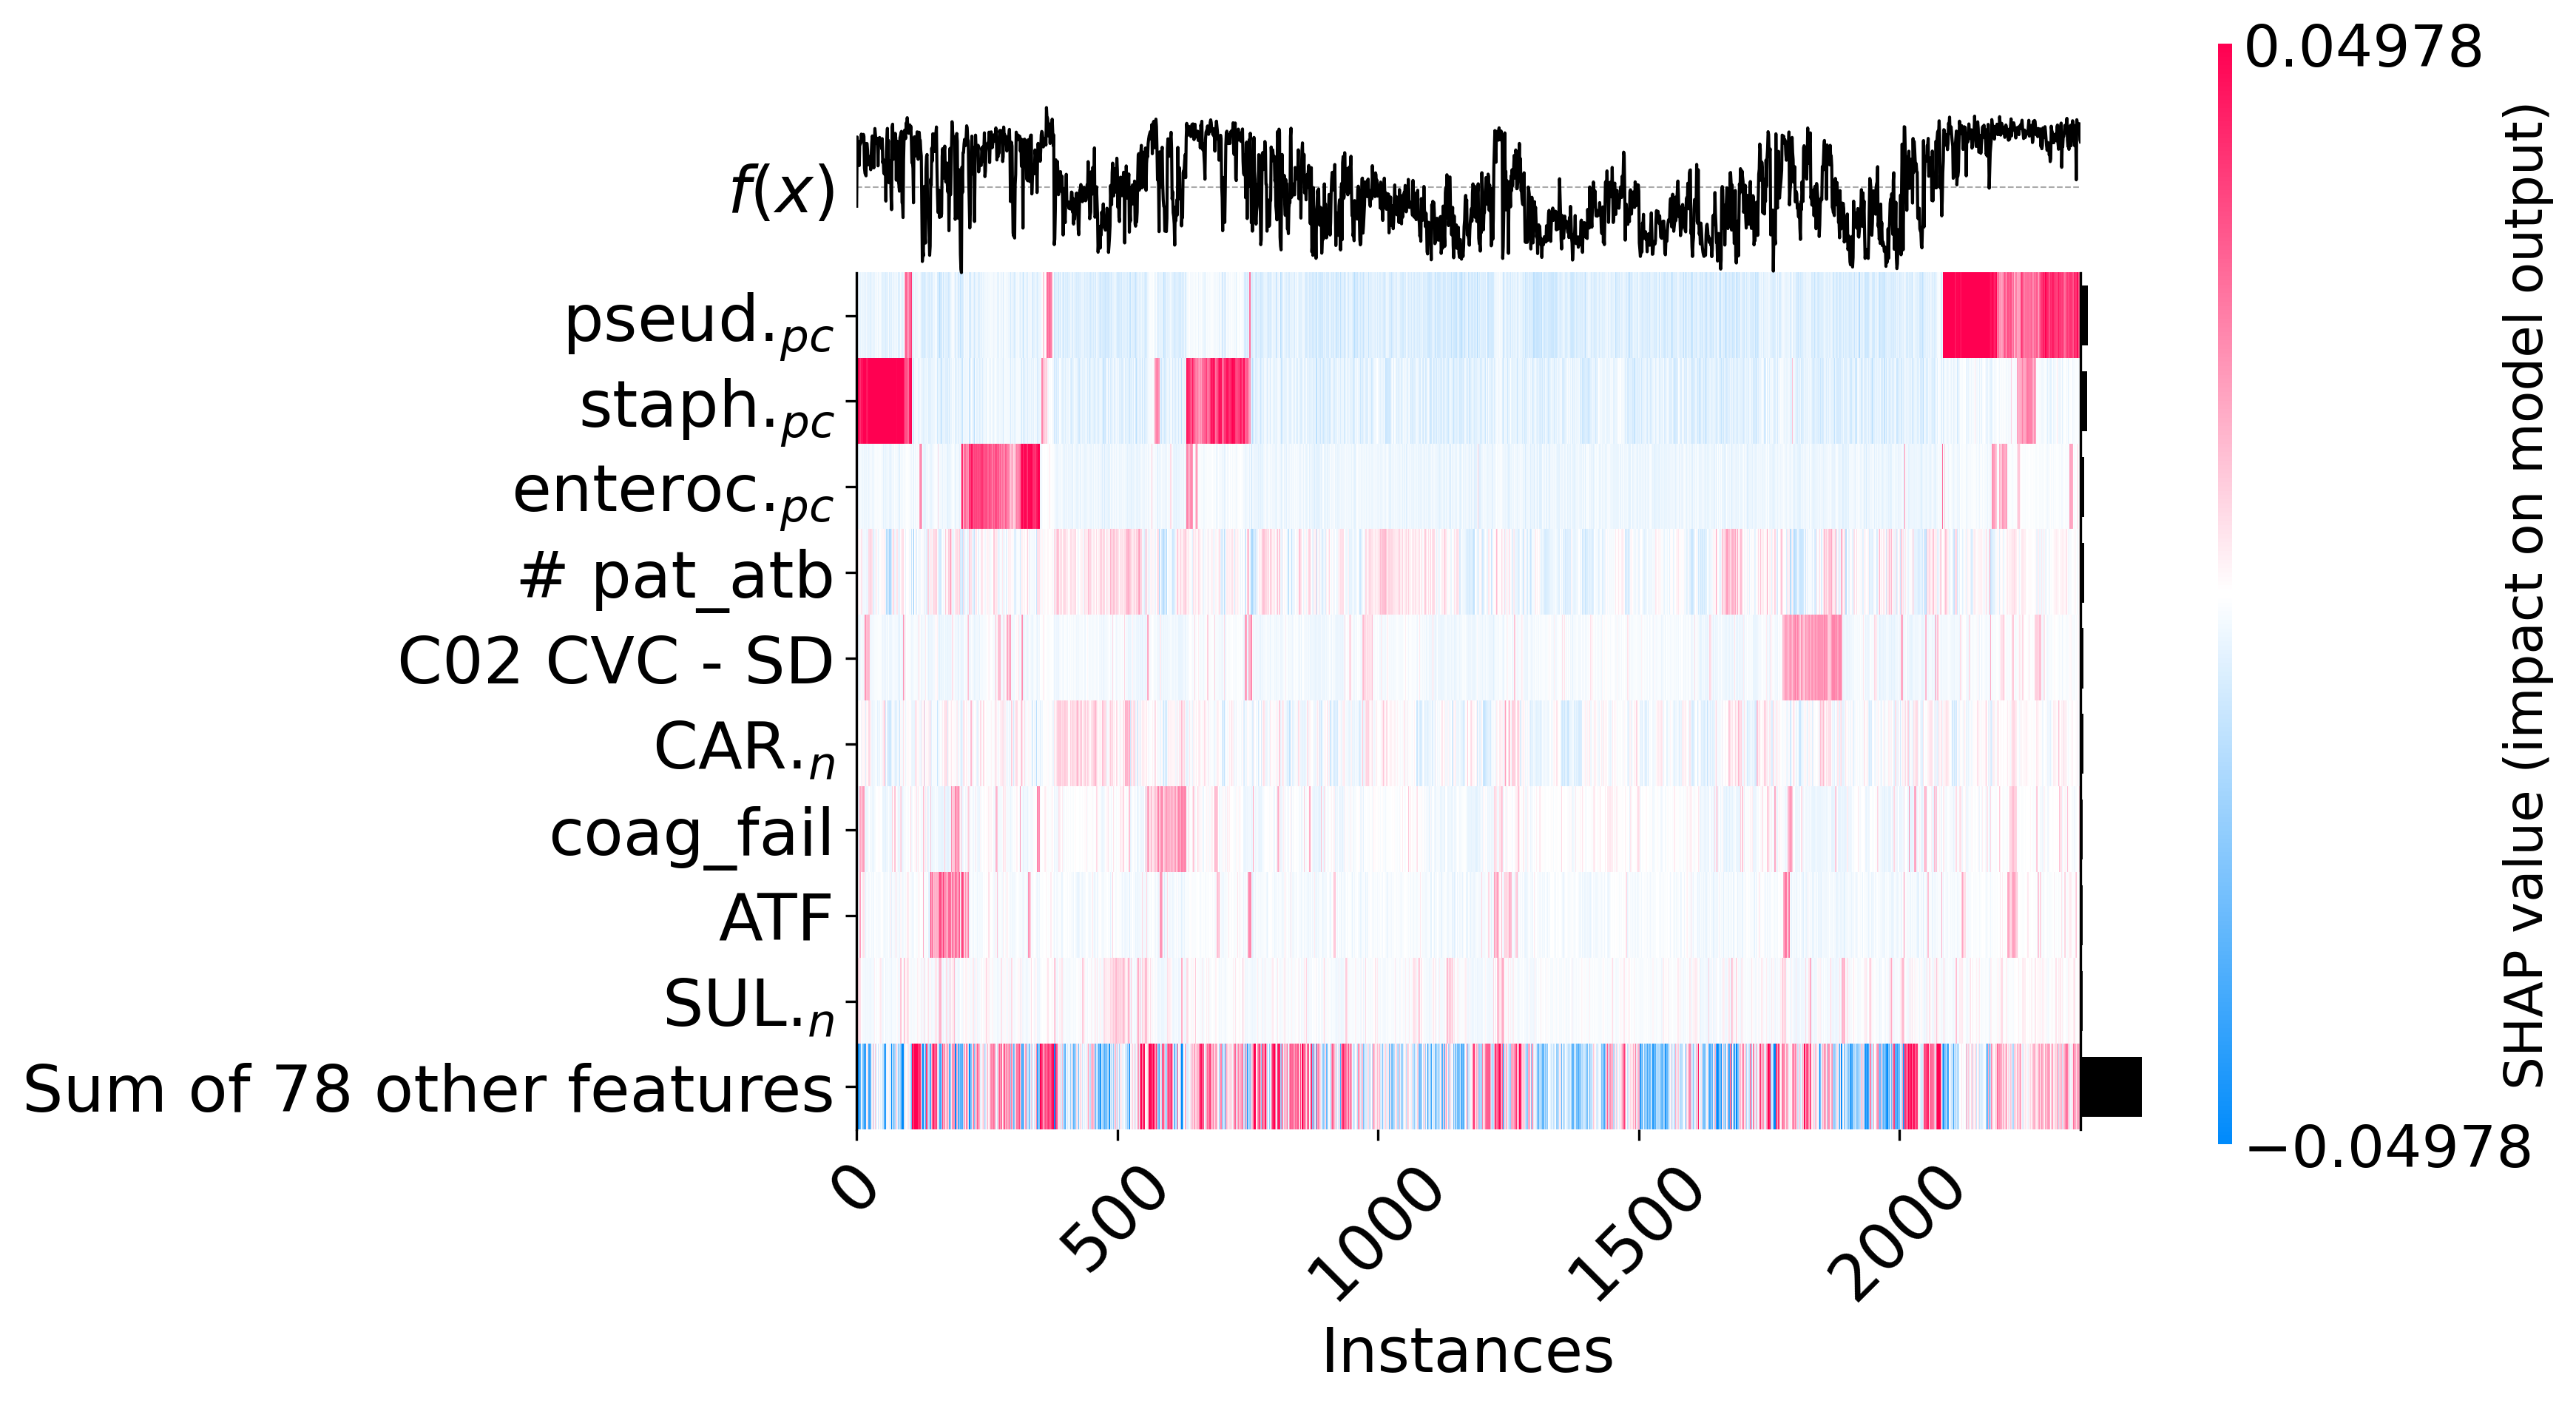 0.04978
f(x)
pseud.pc
staph.pc
enteroc.pc
# pat_atb
C02 CVC - SD
CAR.n
coag_fail
ATF
SUL.n
Sum of 78 other features
0
500
1000
1500
2000
Instances
−0.04978
SHAP value (impact on model output)